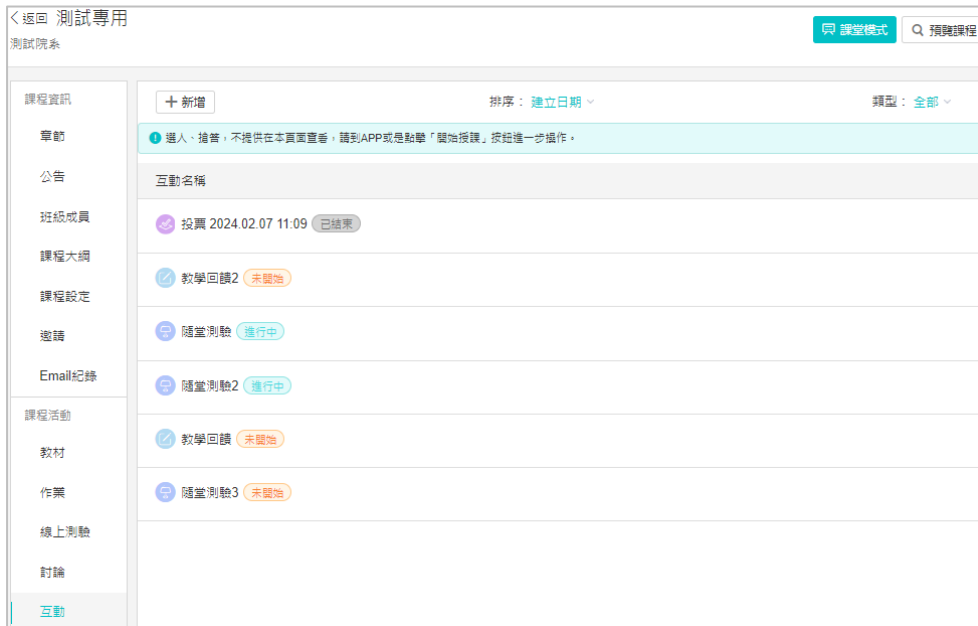 返回 測試專用
測試院系
課堂模式
預覽課程
課程資訊
章節
公告
班級成員
課程大綱
課程設定
邀請
Email紀錄
課程活動
教材
作業
線上測驗
討論
互動
新增
排序： 建立日期
類型： 全部
選人、搶答，不提供在本頁面查看，請到APP或是點擊「開始授課」按鈕進一步操作。
互動名稱
投票 2024.02.07 11:09 已結束
教學回饋2 未開始
隨堂測驗 進行中
隨堂測驗2 進行中
教學回饋 未開始
隨堂測驗3 未開始